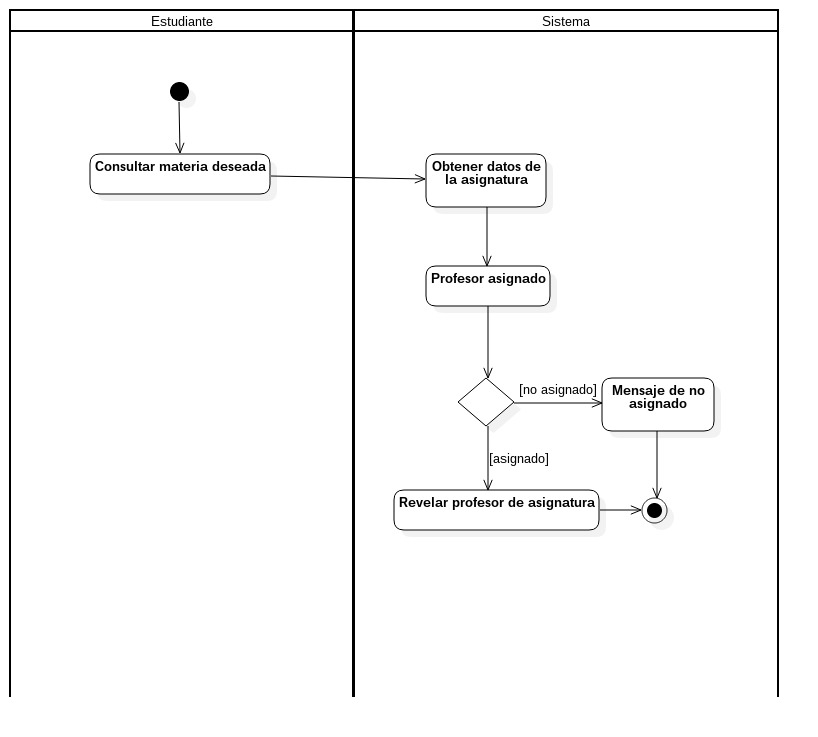 Estudiante
Sistema
Consultar materia deseada
Obtener datos de
la asignatura
Profesor asignado
[no asignado]
Mensaje de no
asignado
[asignado]
Revelar profesor de asignatura